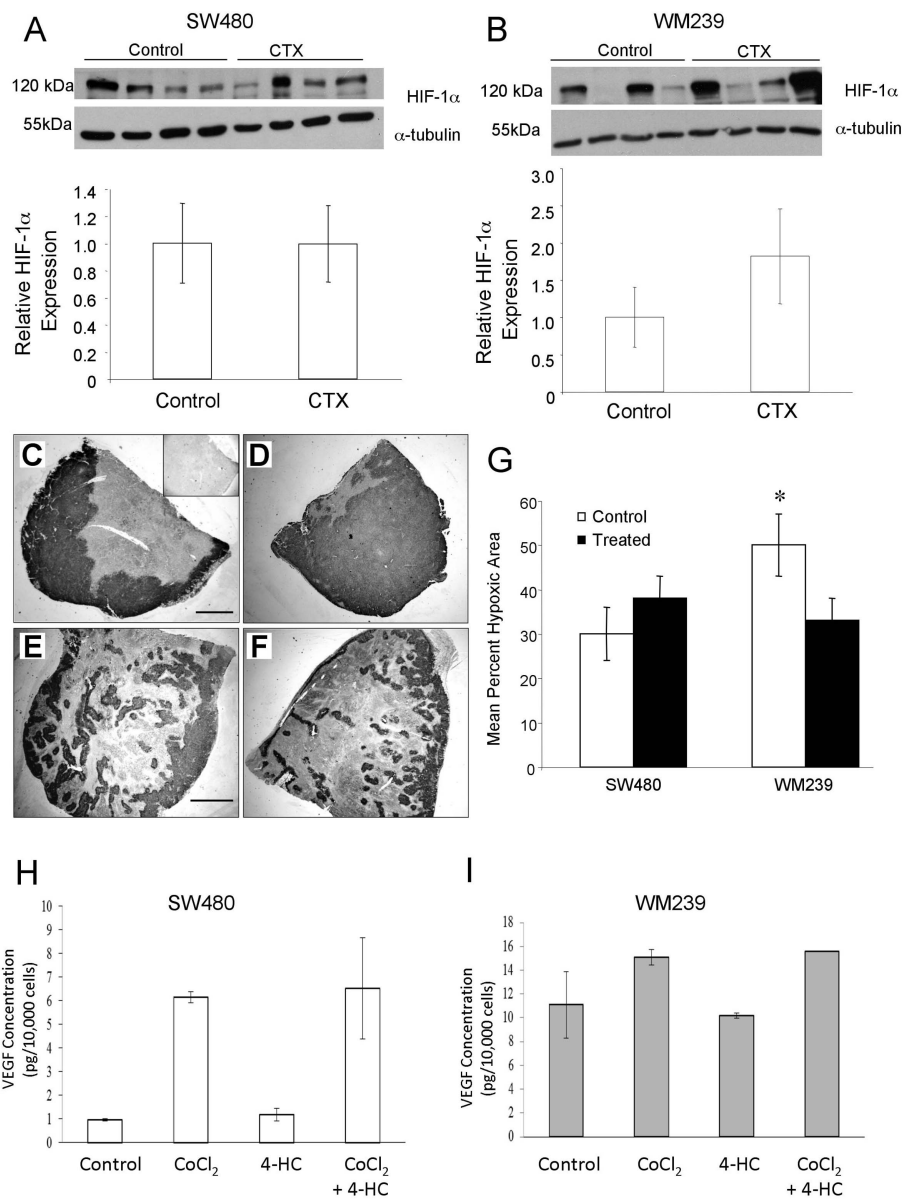 A
SW480
Control CTX
120 kDa
HIF-1α
55kDa
α-tubulin
Relative HIF-1α
Expression
1.4
1.2
1.0
0.8
0.6
0.4
0.2
0
Control CTX
B
WM239
Control CTX
120 kDa
HIF-1α
55kDa
α-tubulin
Relative HIF-1α
Expression
3.0
2.5
2.0
1.5
1.0
0.5
0.0
Control CTX
C
D
E
F
G
Mean Percent Hypoxic Area
60
50
40
30
20
10
0
Control
Treated
*
SW480 WM239
H
SW480
VEGF Concentration
(pg/10,000 cells)
10
9
8
7
6
5
4
3
2
1
0
Control CoCl₂ 4-HC CoCl₂
+ 4-HC
I
WM239
VEGF Concentration
(pg/10,000 cells)
18
16
14
12
10
8
6
4
2
0
Control CoCl₂ 4-HC CoCl₂
+ 4-HC